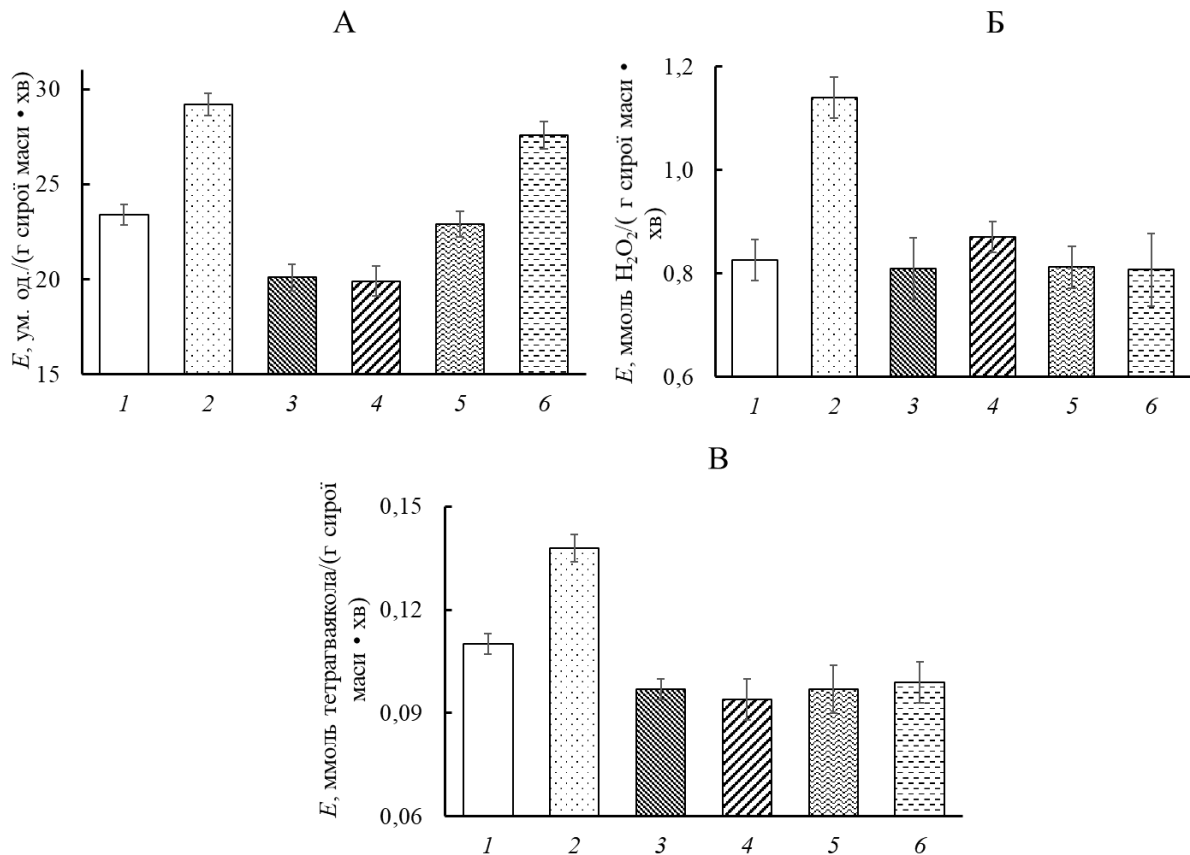 А
Е, ум. од./(г сирої маси • хв)
30
25
20
15
1 2 3 4 5 6
Б
Е, ммоль H₂O₂/( г сирої маси •
хв)
1,2
1,0
0,8
0,6
1 2 3 4 5 6
В
Е, ммоль тетрагваякола/(г сирої
маси • хв)
0,15
0,12
0,09
0,06
1 2 3 4 5 6